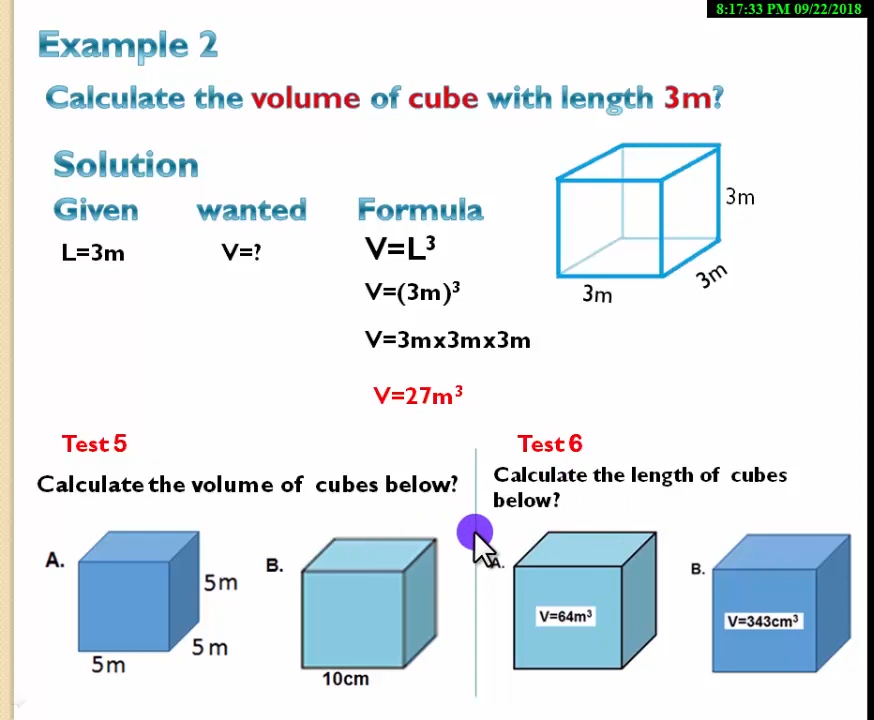 8:17:33 PM 09/22/2018
Example 2
Calculate the volume of cube with length 3m?
Solution
Given wanted Formula
L=3m V=? V=L³
V=(3m)³
V=3mx3mx3m
V=27m³
3m
3m
3m
Test 5
Calculate the volume of cubes below?
A.
5m
5m
5m
B.
10cm
Test 6
Calculate the length of cubes
below?
A.
V=64m³
B.
V=343cm³